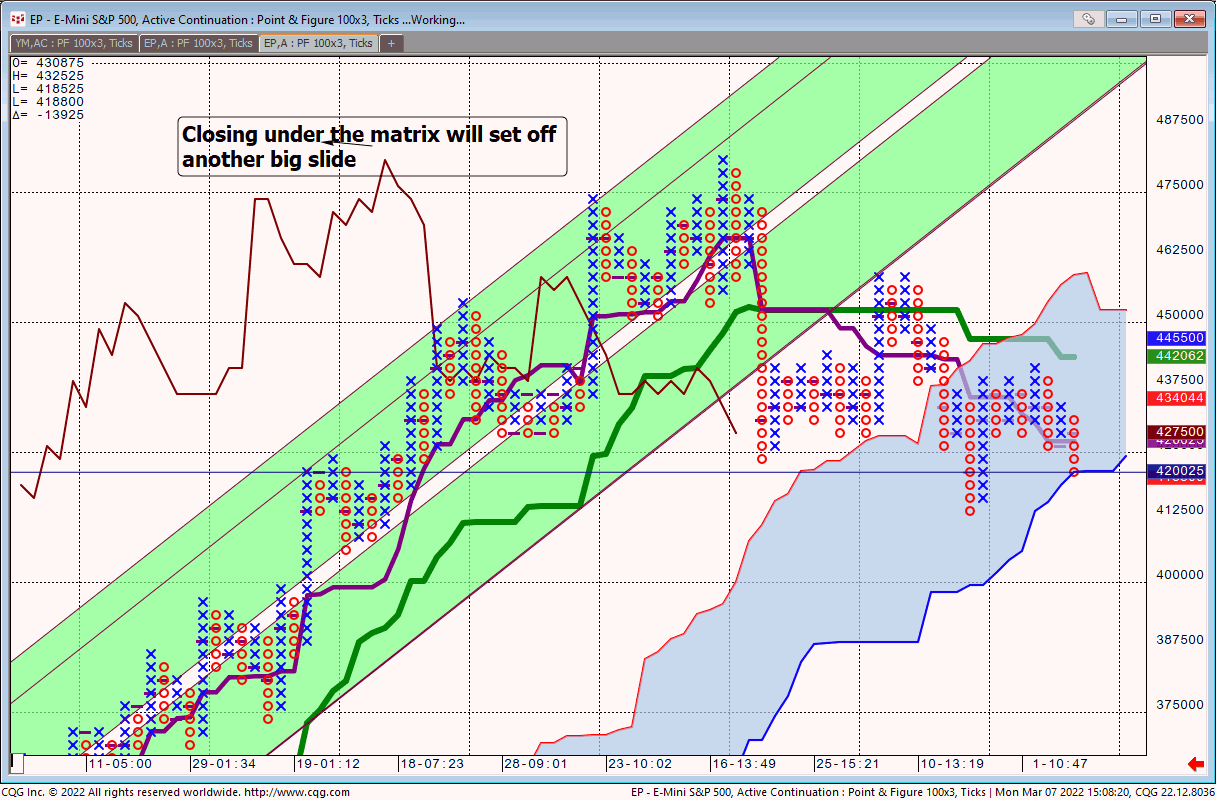 EP - E-Mini S&P 500, Active Continuation : Point & Figure 100x3, Ticks ...Working...
YM,AC : PF 100x3, Ticks
EP,A : PF 100x3, Ticks
EP,A : PF 100x3, Ticks
+
O= 430875
H= 432525
L= 418525
L= 418800
Δ= -13925
Closing under the matrix will set off
another big slide
487500
475000
462500
450000
445500
442062
437500
434044
427500
420025
412500
400000
387500
375000
11-05:00
29-01:34
19-01:12
18-07:23
28-09:01
23-10:02
16-13:49
25-15:21
10-13:19
1-10:47
CQG Inc. © 2022 All rights reserved worldwide. http://www.cqg.com
EP - E-Mini S&P 500, Active Continuation : Point & Figure 100x3, Ticks | Mon Mar 07 2022 15:08:20, CQG 22.12.8036